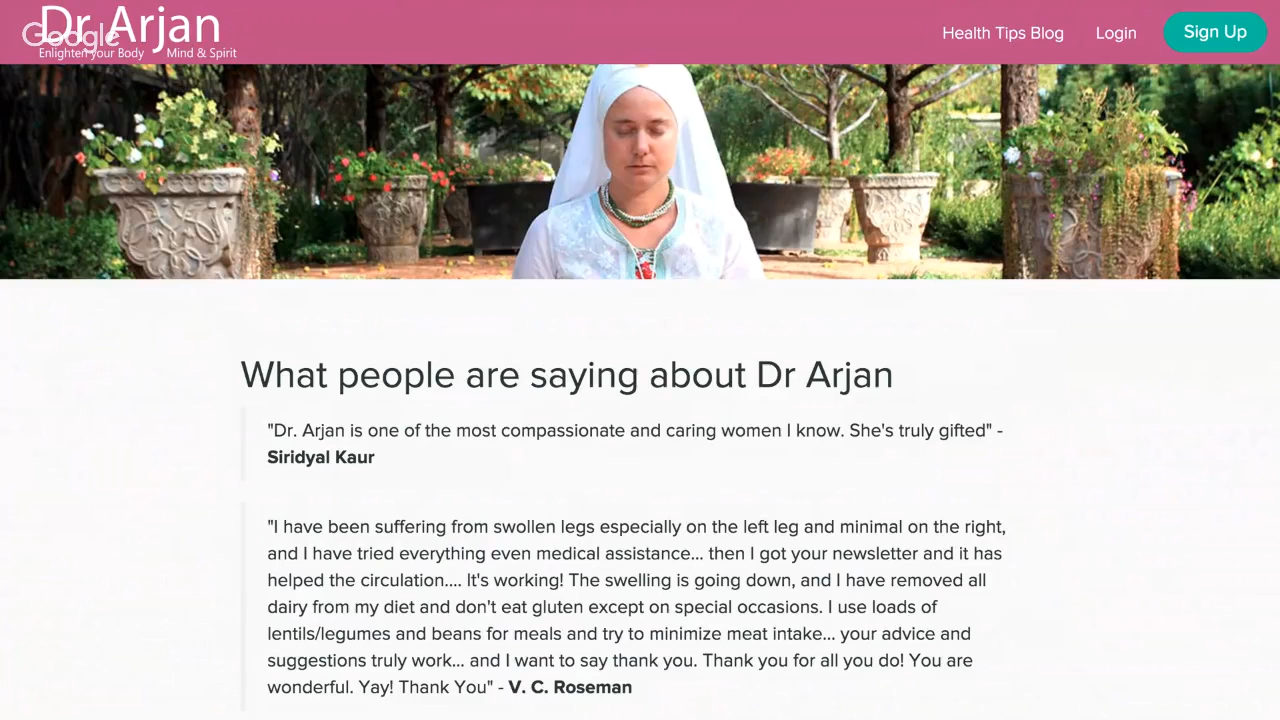 Dr Arjan
Google
Enlighten your Body Mind & Spirit
Health Tips Blog Login Sign Up
What people are saying about Dr Arjan
"Dr. Arjan is one of the most compassionate and caring women I know. She's truly gifted" -
Siridyal Kaur
"I have been suffering from swollen legs especially on the left leg and minimal on the right,
and I have tried everything even medical assistance... then I got your newsletter and it has
helped the circulation.... It's working! The swelling is going down, and I have removed all
dairy from my diet and don't eat gluten except on special occasions. I use loads of
lentils/legumes and beans for meals and try to minimize meat intake... your advice and
suggestions truly work... and I want to say thank you. Thank you for all you do! You are
wonderful. Yay! Thank You" - V. C. Roseman